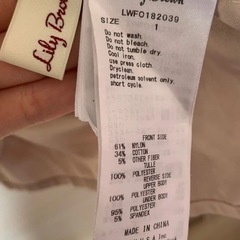 Lily
LWFO182039
SIZE 1
Do not wash.
Do not bleach.
Do not tumble dry.
Cool iron.
use press cloth.
Dryclean.
petroleum solvent only.
short cycle.
FRONT SIDE
61% NYLON
34% COTTON
5% OTHER FIBER
TULLE
100% POLYESTER
REVERSE SIDE
UPPER BODY
100% POLYESTER
UNDER BODY
95% POLYESTER
5% SPANDEX
MADE IN CHINA